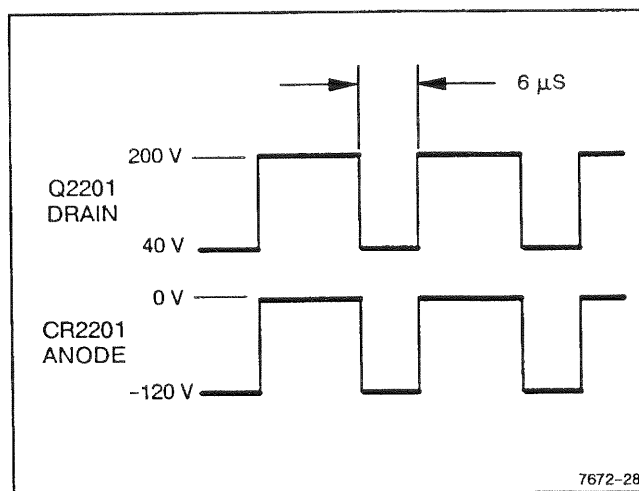 6 μS
200 V
Q2201
DRAIN
40 V
0 V
CR2201
ANODE
−120 V
7672-28